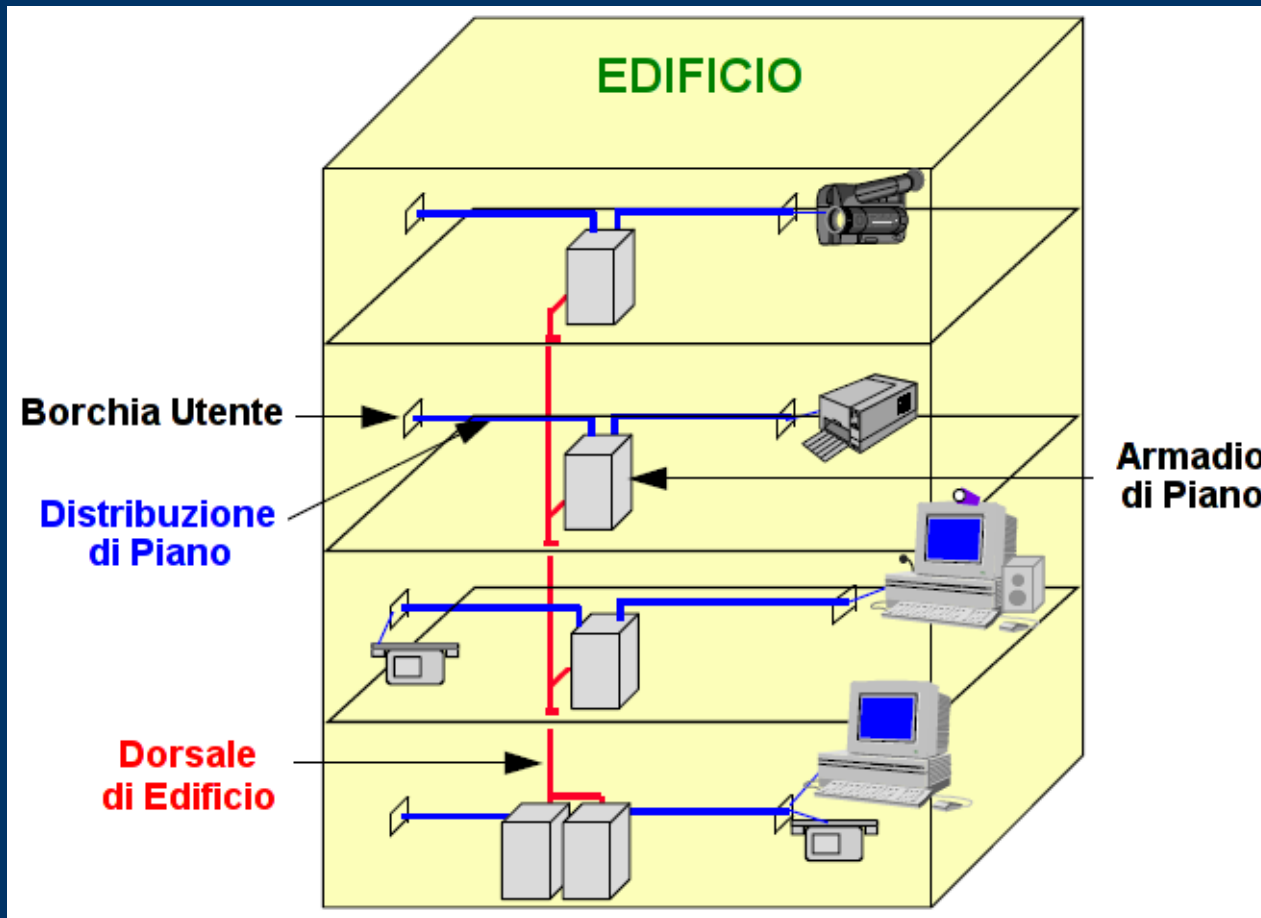 EDIFICIO
Borchia Utente
Distribuzione
di Piano
Armadio
di Piano
Dorsale
di Edificio